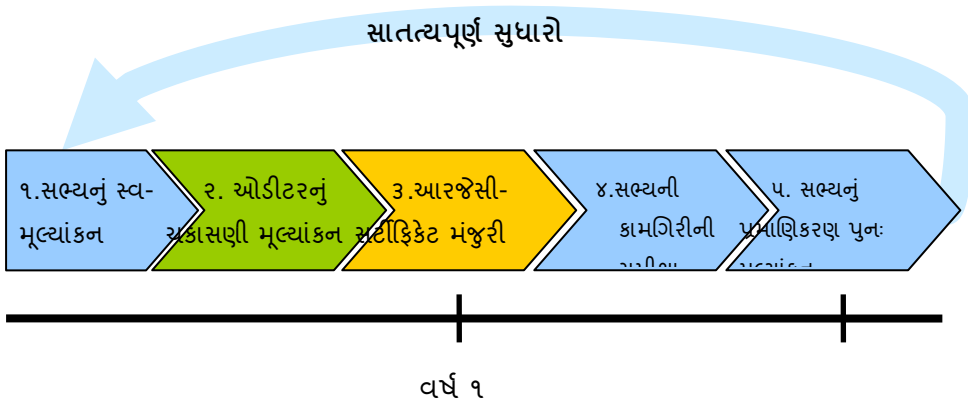 સાતત્યપૂર્ણ સુધારો
૧.સભ્યનું સ્વ-
મૂલ્યાંકન
૨. ઓડીટરનું
ચકાસણી મૂલ્યાંકન
૩.આરજેસી-
સર્ટીફિકેટ મંજુરી
૪.સભ્યની
કામગિરીની
૫. સભ્યનું
પ્રમાણિકરણ પુનઃ
વર્ષ ૧